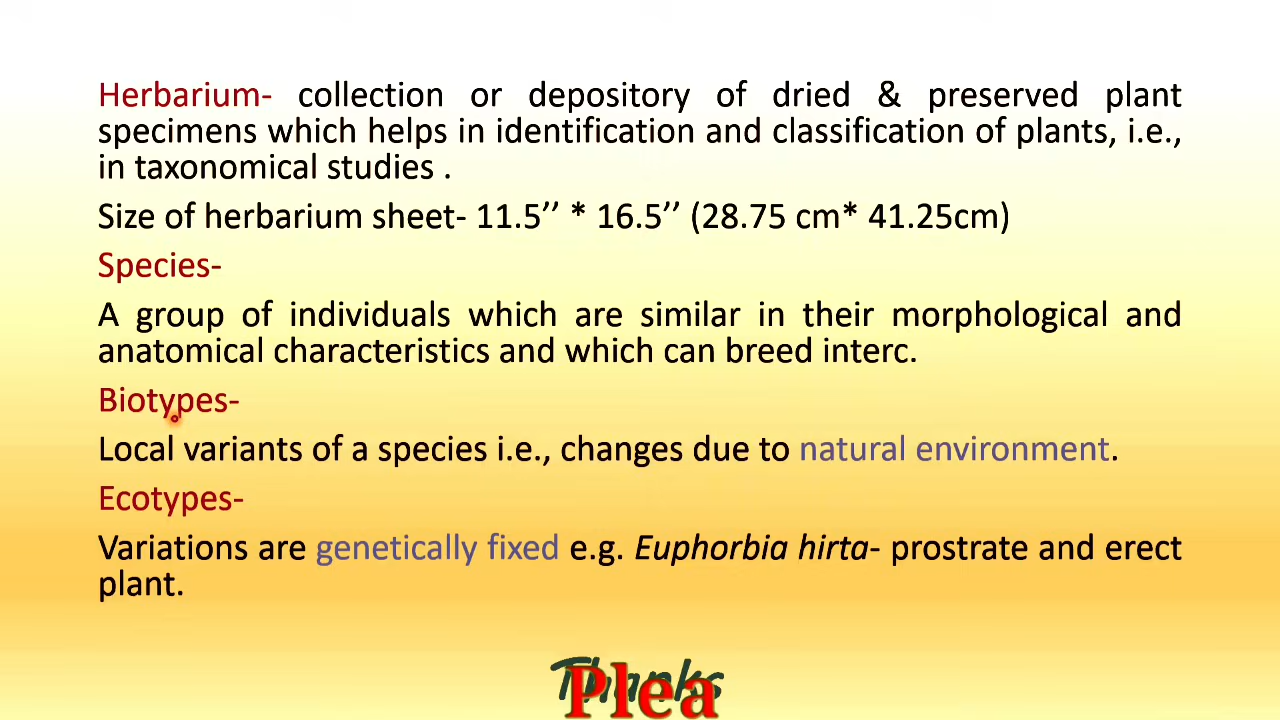 Herbarium- collection or depository of dried & preserved plant
specimens which helps in identification and classification of plants, i.e.,
in taxonomical studies .
Size of herbarium sheet- 11.5’’ * 16.5’’ (28.75 cm* 41.25cm)
Species-
A group of individuals which are similar in their morphological and
anatomical characteristics and which can breed interc.
Biotypes-
Local variants of a species i.e., changes due to natural environment.
Ecotypes-
Variations are genetically fixed e.g. Euphorbia hirta- prostrate and erect
plant.
Thanks
Plea